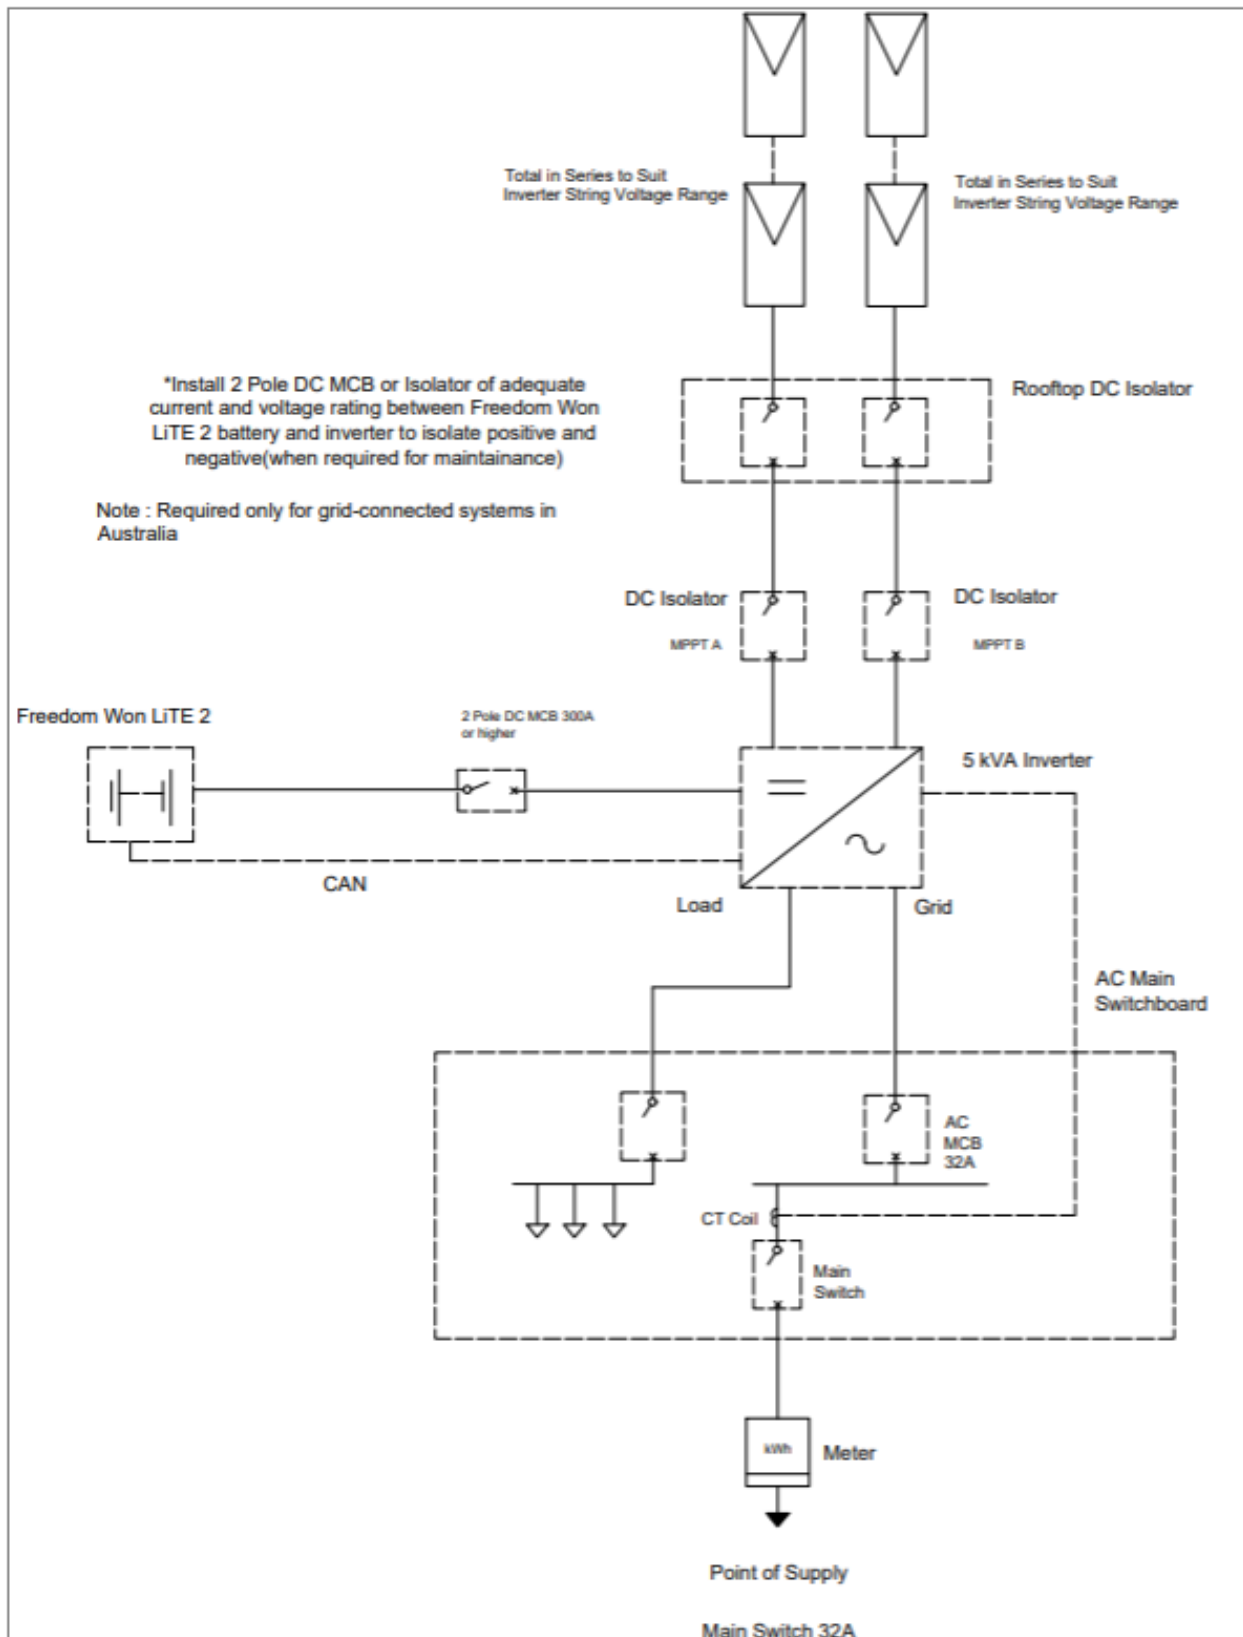 Total in Series to Suit
Inverter String Voltage Range
Total in Series to Suit
Inverter String Voltage Range
*Install 2 Pole DC MCB or Isolator of adequate
current and voltage rating between Freedom Won
LiTE 2 battery and inverter to isolate positive and
negative(when required for maintainance)
Rooftop DC Isolator
Note : Required only for grid-connected systems in
Australia
DC Isolator
MPPT A
DC Isolator
MPPT B
Freedom Won LiTE 2
2 Pole DC MCB 300A
or higher
5 kVA Inverter
CAN
Load
Grid
AC Main
Switchboard
AC
MCB
32A
CT Coil
Main
Switch
kWh
Meter
Point of Supply
Main Switch 32A